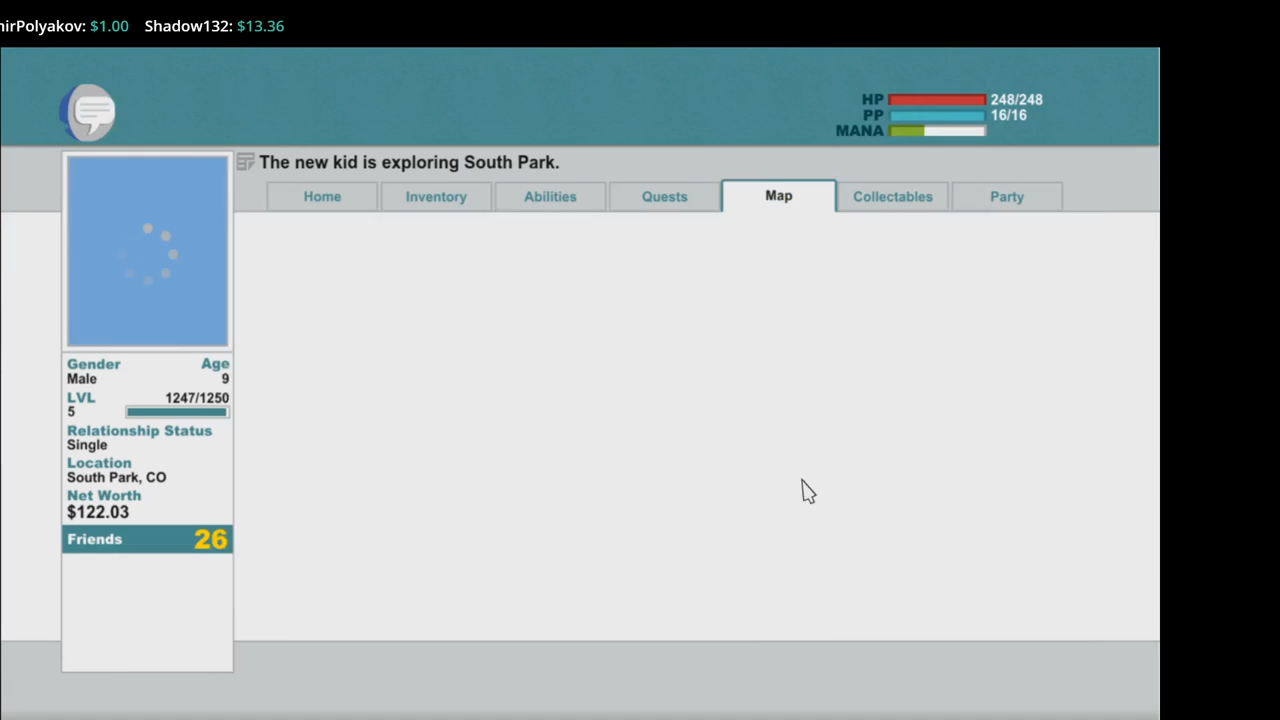 hirPolyakov: $1.00 Shadow132: $13.36
HP 248/248
PP 16/16
MANA
The new kid is exploring South Park.
Home Inventory Abilities Quests Map Collectables Party
Gender Age
Male 9
LVL 1247/1250
5
Relationship Status
Single
Location
South Park, CO
Net Worth
$122.03
Friends 26